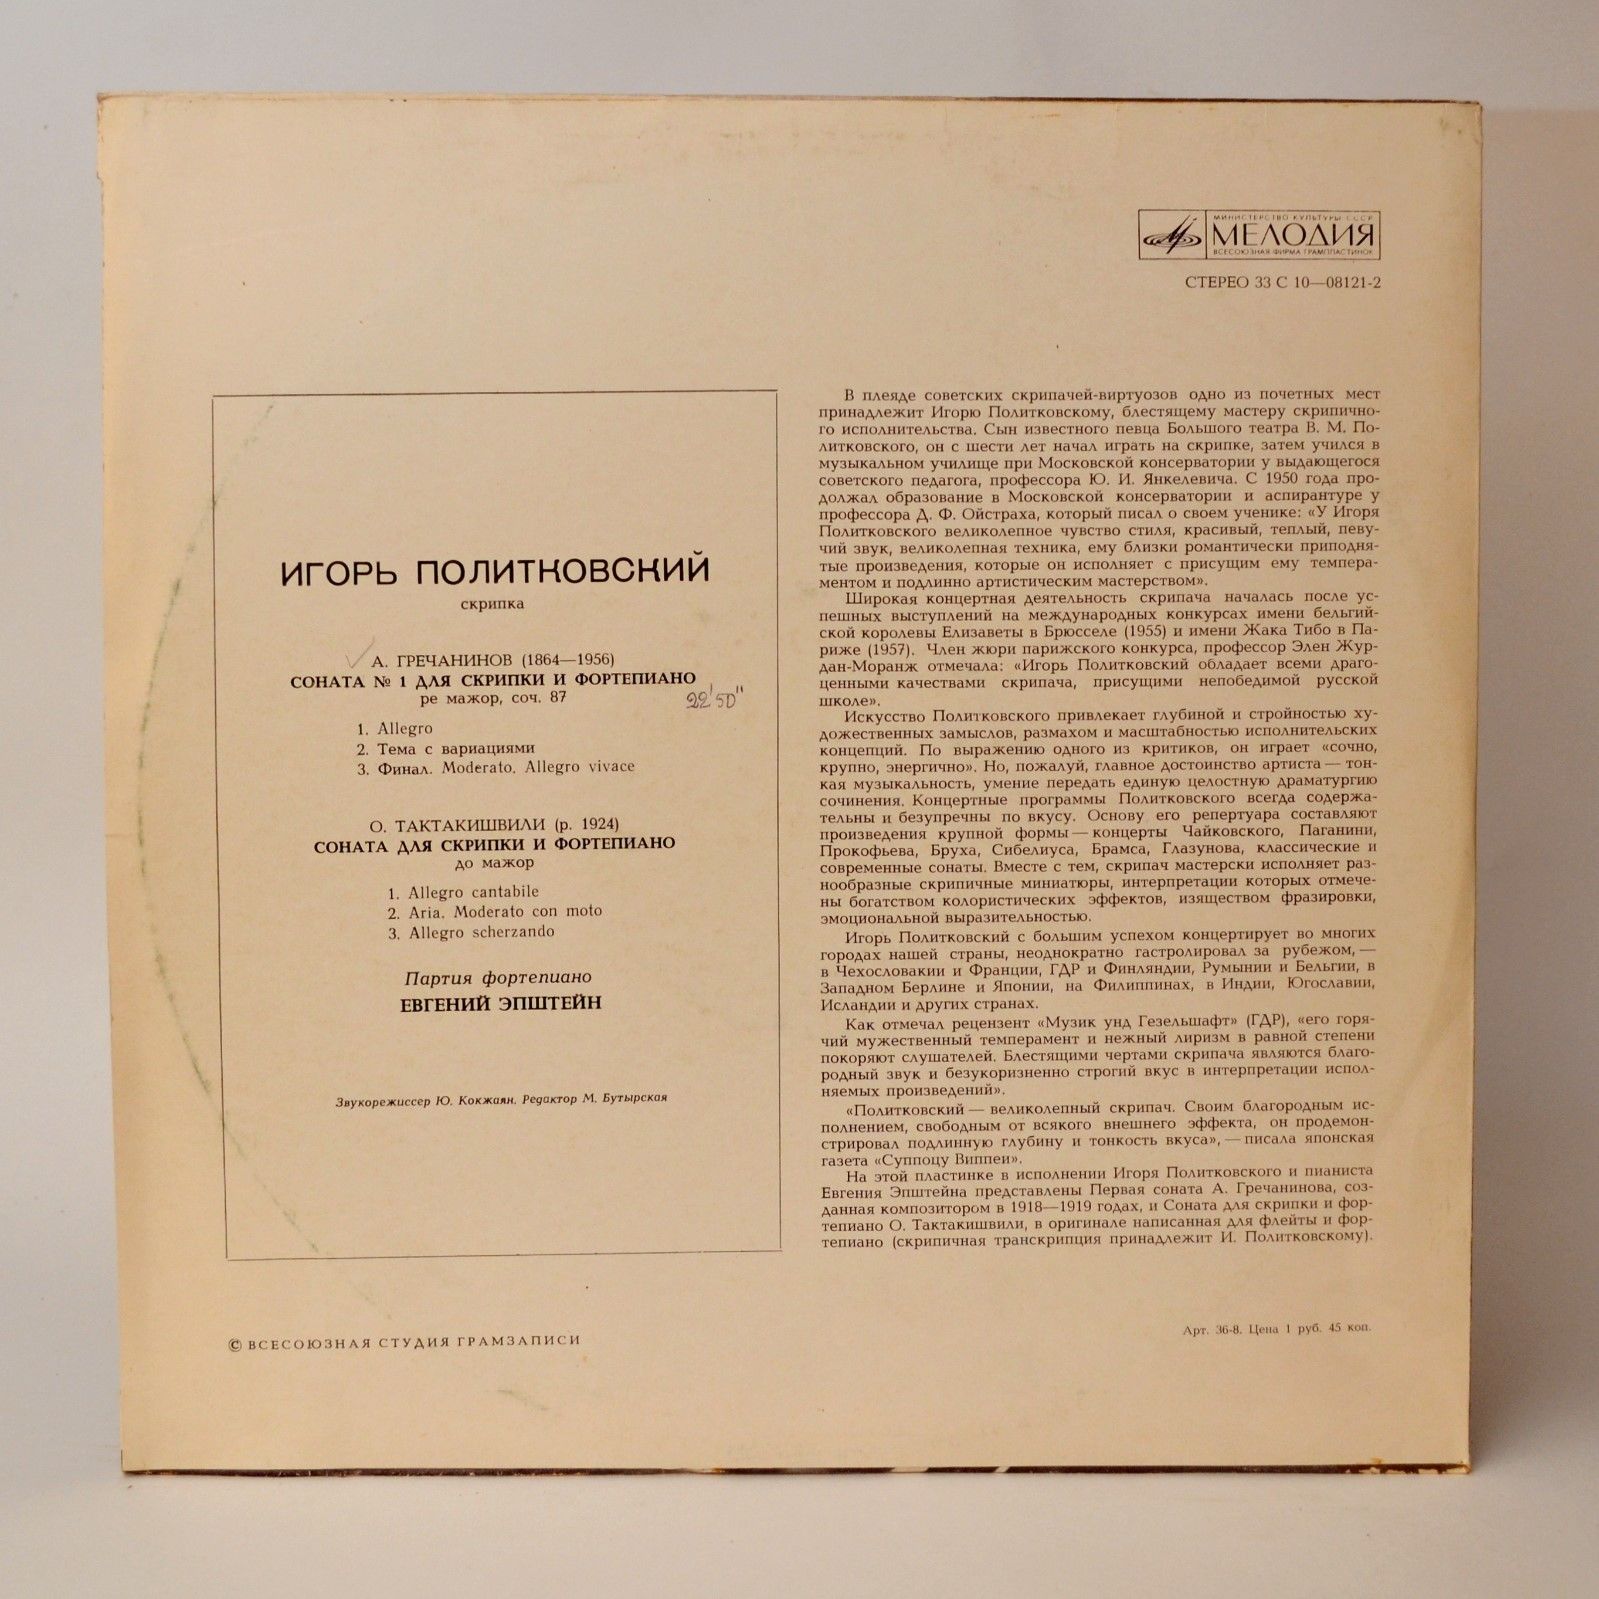 МИНИСТЕРСТВО КУЛЬТУРЫ СССР
МЕЛОДИЯ
ВСЕСОЮЗНАЯ ФИРМА ГРАМПЛАСТИНОК
СТЕРЕО 33 С 10—08121-2
ИГОРЬ ПОЛИТКОВСКИЙ
скрипка
А. ГРЕЧАНИНОВ (1864—1956)
СОНАТА № 1 ДЛЯ СКРИПКИ И ФОРТЕПИАНО
ре мажор, соч. 87
22'50"
1. Allegro
2. Тема с вариациями
3. Финал. Moderato. Allegro vivace
О. ТАКТАКИШВИЛИ (р. 1924)
СОНАТА ДЛЯ СКРИПКИ И ФОРТЕПИАНО
до мажор
1. Allegro cantabile
2. Aria. Moderato con moto
3. Allegro scherzando
Партия фортепиано
ЕВГЕНИЙ ЭПШТЕЙН
Звукорежиссер Ю. Кокжаян. Редактор М. Бутырская
В плеяде советских скрипачей-виртуозов одно из почетных мест
принадлежит Игорю Политковскому, блестящему мастеру скрипично-
го исполнительства. Сын известного певца Большого театра В. М. По-
литковского, он с шести лет начал играть на скрипке, затем учился в
музыкальном училище при Московской консерватории у выдающегося
советского педагога, профессора Ю. И. Янкелевича. С 1950 года про-
должал образование в Московской консерватории и аспирантуре у
профессора Д. Ф. Ойстраха, который писал о своем ученике: «У Игоря
Политковского великолепное чувство стиля, красивый, теплый, певу-
чий звук, великолепная техника, ему близки романтически приподня-
тые произведения, которые он исполняет с присущим ему темпера-
ментом и подлинно артистическим мастерством».
Широкая концертная деятельность скрипача началась после ус-
пешных выступлений на международных конкурсах имени бельгий-
ской королевы Елизаветы в Брюсселе (1955) и имени Жака Тибо в Па-
риже (1957). Член жюри парижского конкурса, профессор Элен Жур-
дан-Моранж отмечала: «Игорь Политковский обладает всеми драго-
ценными качествами скрипача, присущими непобедимой русской
школе».
Искусство Политковского привлекает глубиной и стройностью ху-
дожественных замыслов, размахом и масштабностью исполнительских
концепций. По выражению одного из критиков, он играет «сочно,
крупно, энергично». Но, пожалуй, главное достоинство артиста — тон-
кая музыкальность, умение передать единую целостную драматургию
сочинения. Концертные программы Политковского всегда содержа-
тельны и безупречны по вкусу. Основу его репертуара составляют
произведения крупной формы — концерты Чайковского, Паганини,
Прокофьева, Бруха, Сибелиуса, Брамса, Глазунова, классические и
современные сонаты. Вместе с тем, скрипач мастерски исполняет раз-
нообразные скрипичные миниатюры, интерпретации которых отмече-
ны богатством колористических эффектов, изяществом фразировки,
эмоциональной выразительностью.
Игорь Политковский с большим успехом концертирует во многих
городах нашей страны, неоднократно гастролировал за рубежом, —
в Чехословакии и Франции, ГДР и Финляндии, Румынии и Бельгии, в
Западном Берлине и Японии, на Филиппинах, в Индии, Югославии,
Исландии и других странах.
Как отмечал рецензент «Музик унд Гезельшафт» (ГДР), «его горя-
чий мужественный темперамент и нежный лиризм в равной степени
покоряют слушателей. Блестящими чертами скрипача являются благо-
родный звук и безукоризненно строгий вкус в интерпретации испол-
няемых произведений».
«Политковский — великолепный скрипач. Своим благородным ис-
полнением, свободным от всякого внешнего эффекта, он продемон-
стрировал подлинную глубину и тонкость вкуса», — писала японская
газета «Суппоцу Виппеи».
На этой пластинке в исполнении Игоря Политковского и пианиста
Евгения Эпштейна представлены Первая соната А. Гречанинова, соз-
данная композитором в 1918—1919 годах, и Соната для скрипки и фор-
тепиано О. Тактакишвили, в оригинале написанная для флейты и фор-
тепиано (скрипичная транскрипция принадлежит И. Политковскому).
© ВСЕСОЮЗНАЯ СТУДИЯ ГРАМЗАПИСИ
Арт. 36-8. Цена 1 руб. 45 коп.